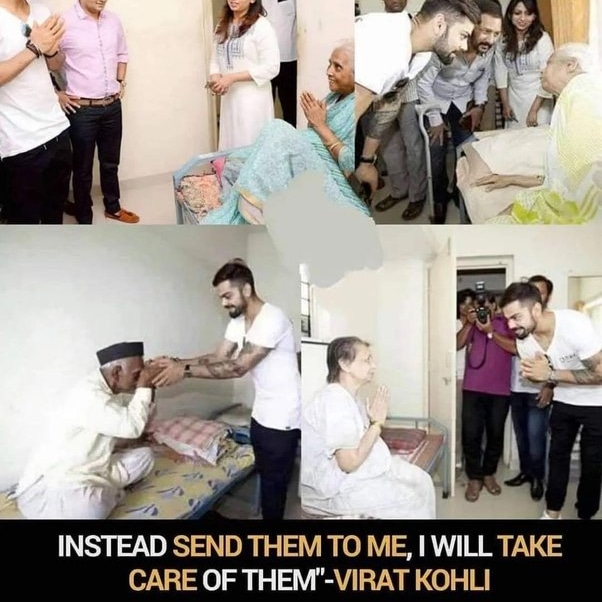 INSTEAD SEND THEM TO ME, I WILL TAKE
CARE OF THEM"-VIRAT KOHLI